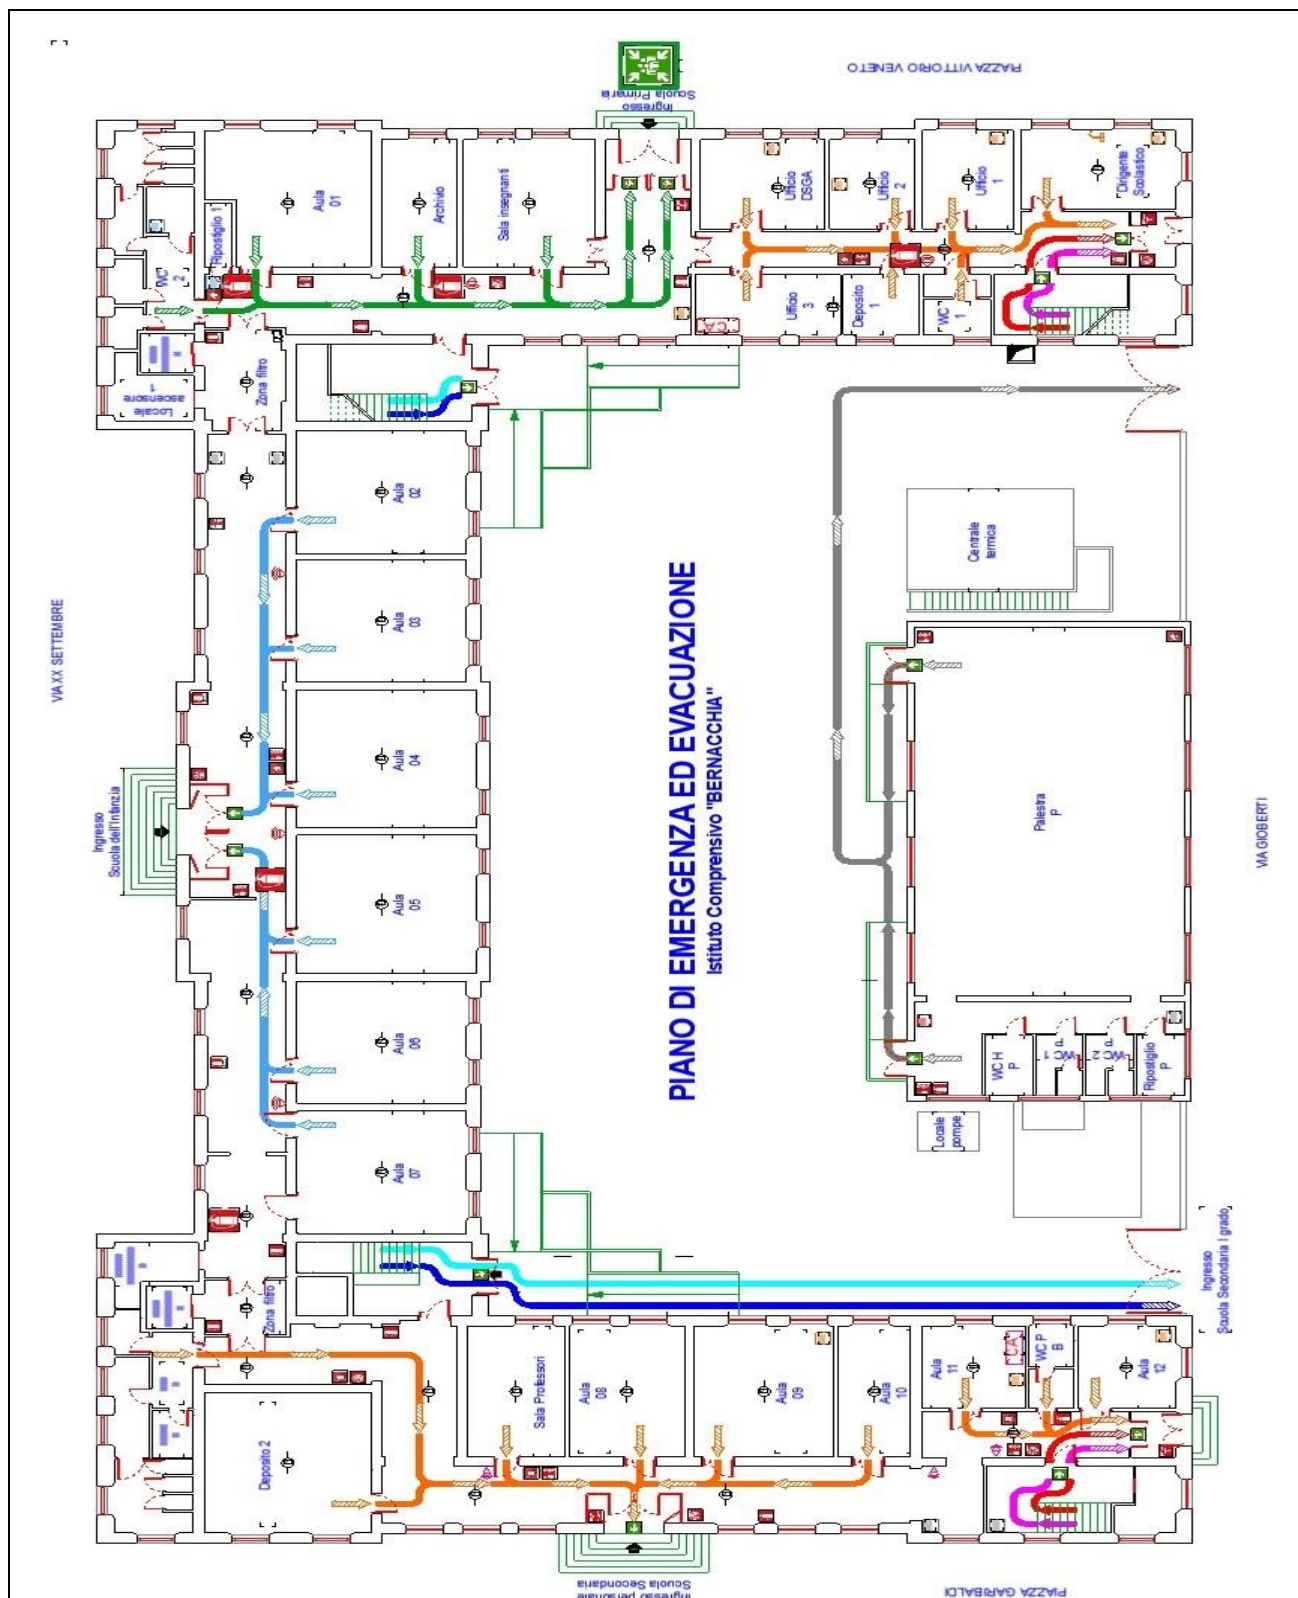 PIAZZA VITTORIO VENETO
Ingresso
Scuola Primaria
Aula
01
Archivio
Sala insegnanti
Ufficio
DSGA
Ufficio
2
Ufficio
1
Dirigente
Scolastico
Ripostiglio 1
WC
2
Ufficio
3
Deposito
1
WC
1
CA
Locale
ascensore
1
Zona filtro
Aula
02
Aula
03
Aula
04
Aula
05
Aula
06
Aula
07
VIA XX SETTEMBRE
Ingresso
Scuola dell'Infanzia
PIANO DI EMERGENZA ED EVACUAZIONE
Istituto Comprensivo "BERNACCHIA"
Centrale
termica
Palestra
P
VIA GIOBERTI
WC H
P
WC 1
P
WC 2
P
Ripostiglio
P
Locale
pompe
Ingresso
Scuola Secondaria I grado
Zona filtro
Deposito 2
Sala Professori
Aula
08
Aula
09
Aula
10
Aula
11
CA
WC P
B
Aula
12
Ingresso personale
Scuola Secondaria
PIAZZA GARIBALDI